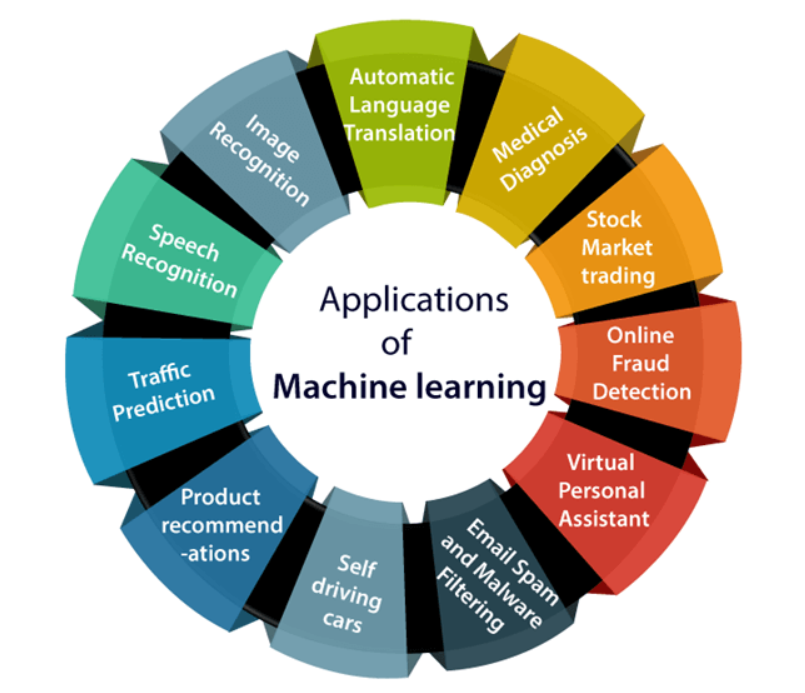 Applications
of
Machine learning
Automatic
Language
Translation
Medical
Diagnosis
Stock
Market
trading
Online
Fraud
Detection
Virtual
Personal
Assistant
Email Spam
and Malware
Filtering
Self
driving
cars
Product
recommend
-ations
Traffic
Prediction
Speech
Recognition
Image
Recognition